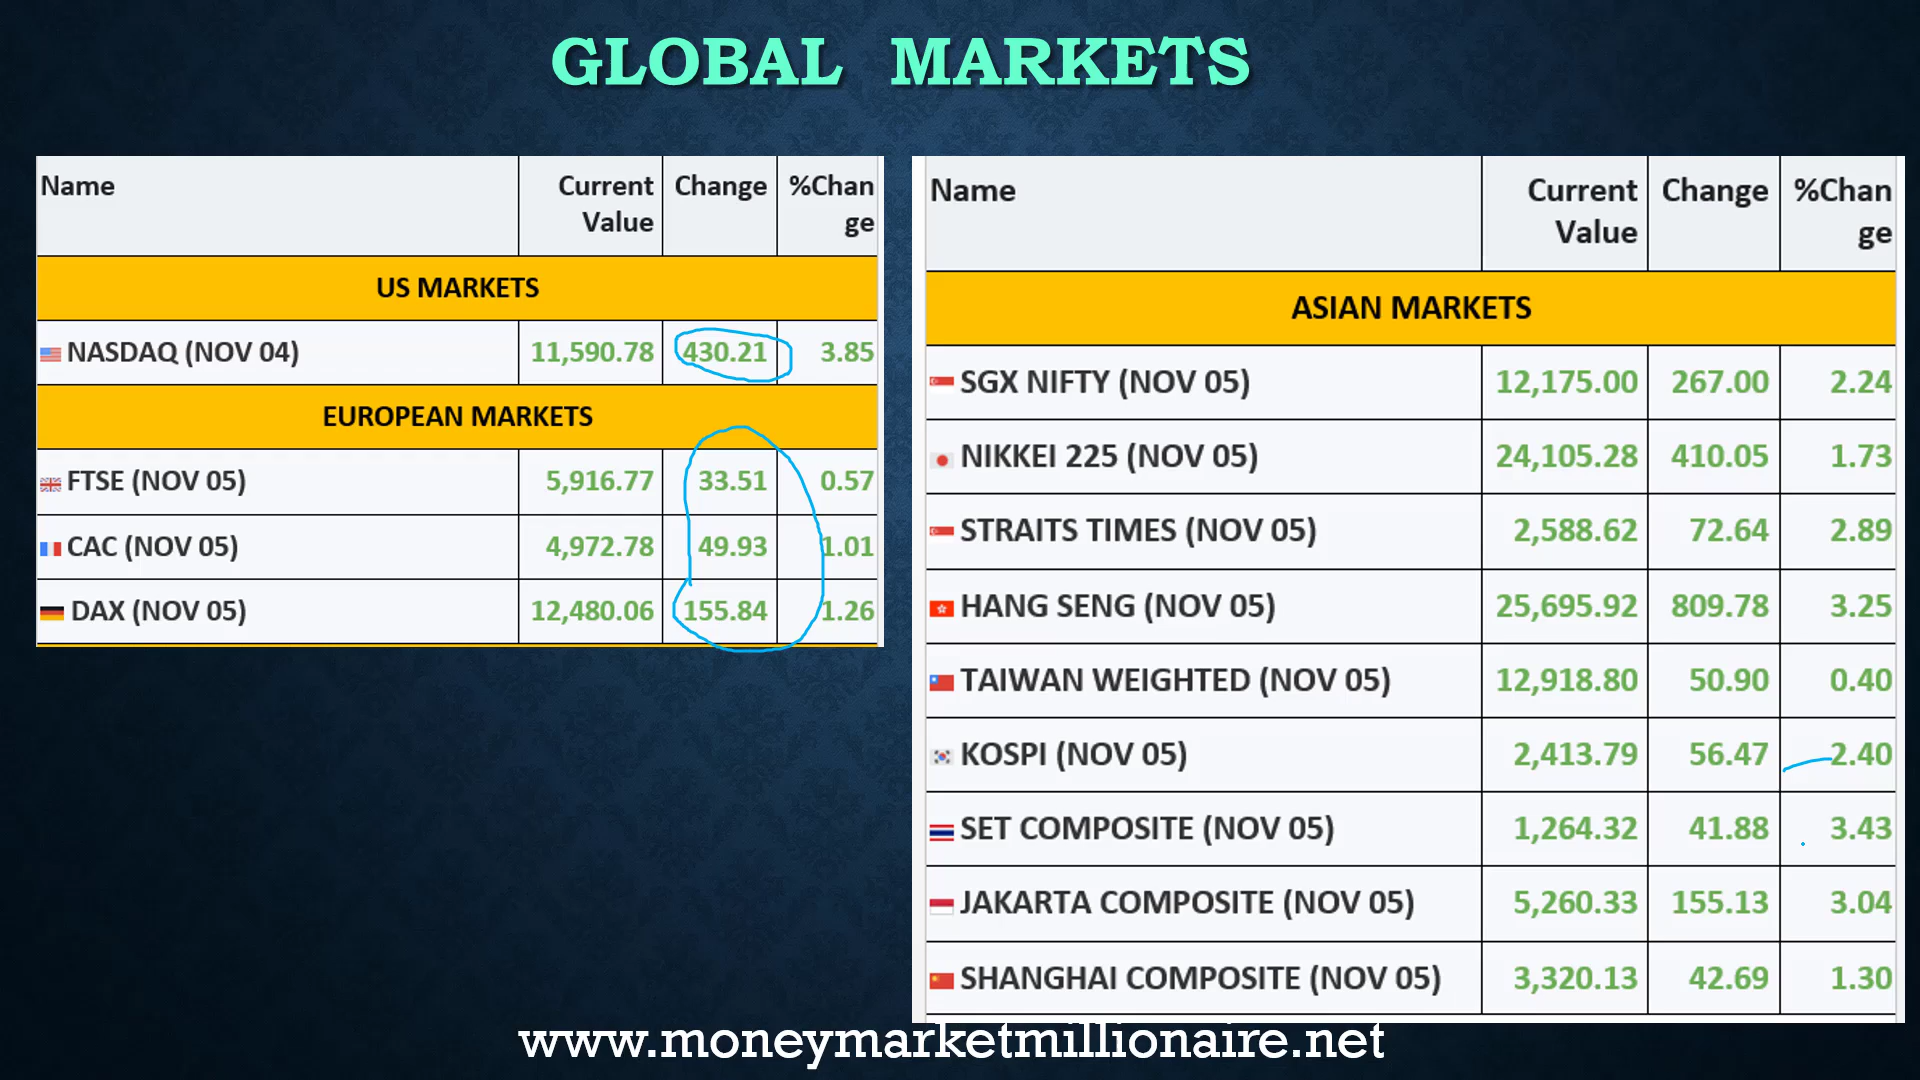 GLOBAL MARKETS
Name Current Change %Chan
Value ge
US MARKETS
NASDAQ (NOV 04) 11,590.78 430.21 3.85
EUROPEAN MARKETS
FTSE (NOV 05) 5,916.77 33.51 0.57
CAC (NOV 05) 4,972.78 49.93 1.01
DAX (NOV 05) 12,480.06 155.84 1.26
Name Current Change %Chan
Value ge
ASIAN MARKETS
SGX NIFTY (NOV 05) 12,175.00 267.00 2.24
NIKKEI 225 (NOV 05) 24,105.28 410.05 1.73
STRAITS TIMES (NOV 05) 2,588.62 72.64 2.89
HANG SENG (NOV 05) 25,695.92 809.78 3.25
TAIWAN WEIGHTED (NOV 05) 12,918.80 50.90 0.40
KOSPI (NOV 05) 2,413.79 56.47 2.40
SET COMPOSITE (NOV 05) 1,264.32 41.88 3.43
JAKARTA COMPOSITE (NOV 05) 5,260.33 155.13 3.04
SHANGHAI COMPOSITE (NOV 05) 3,320.13 42.69 1.30
www.moneymarketmillionaire.net